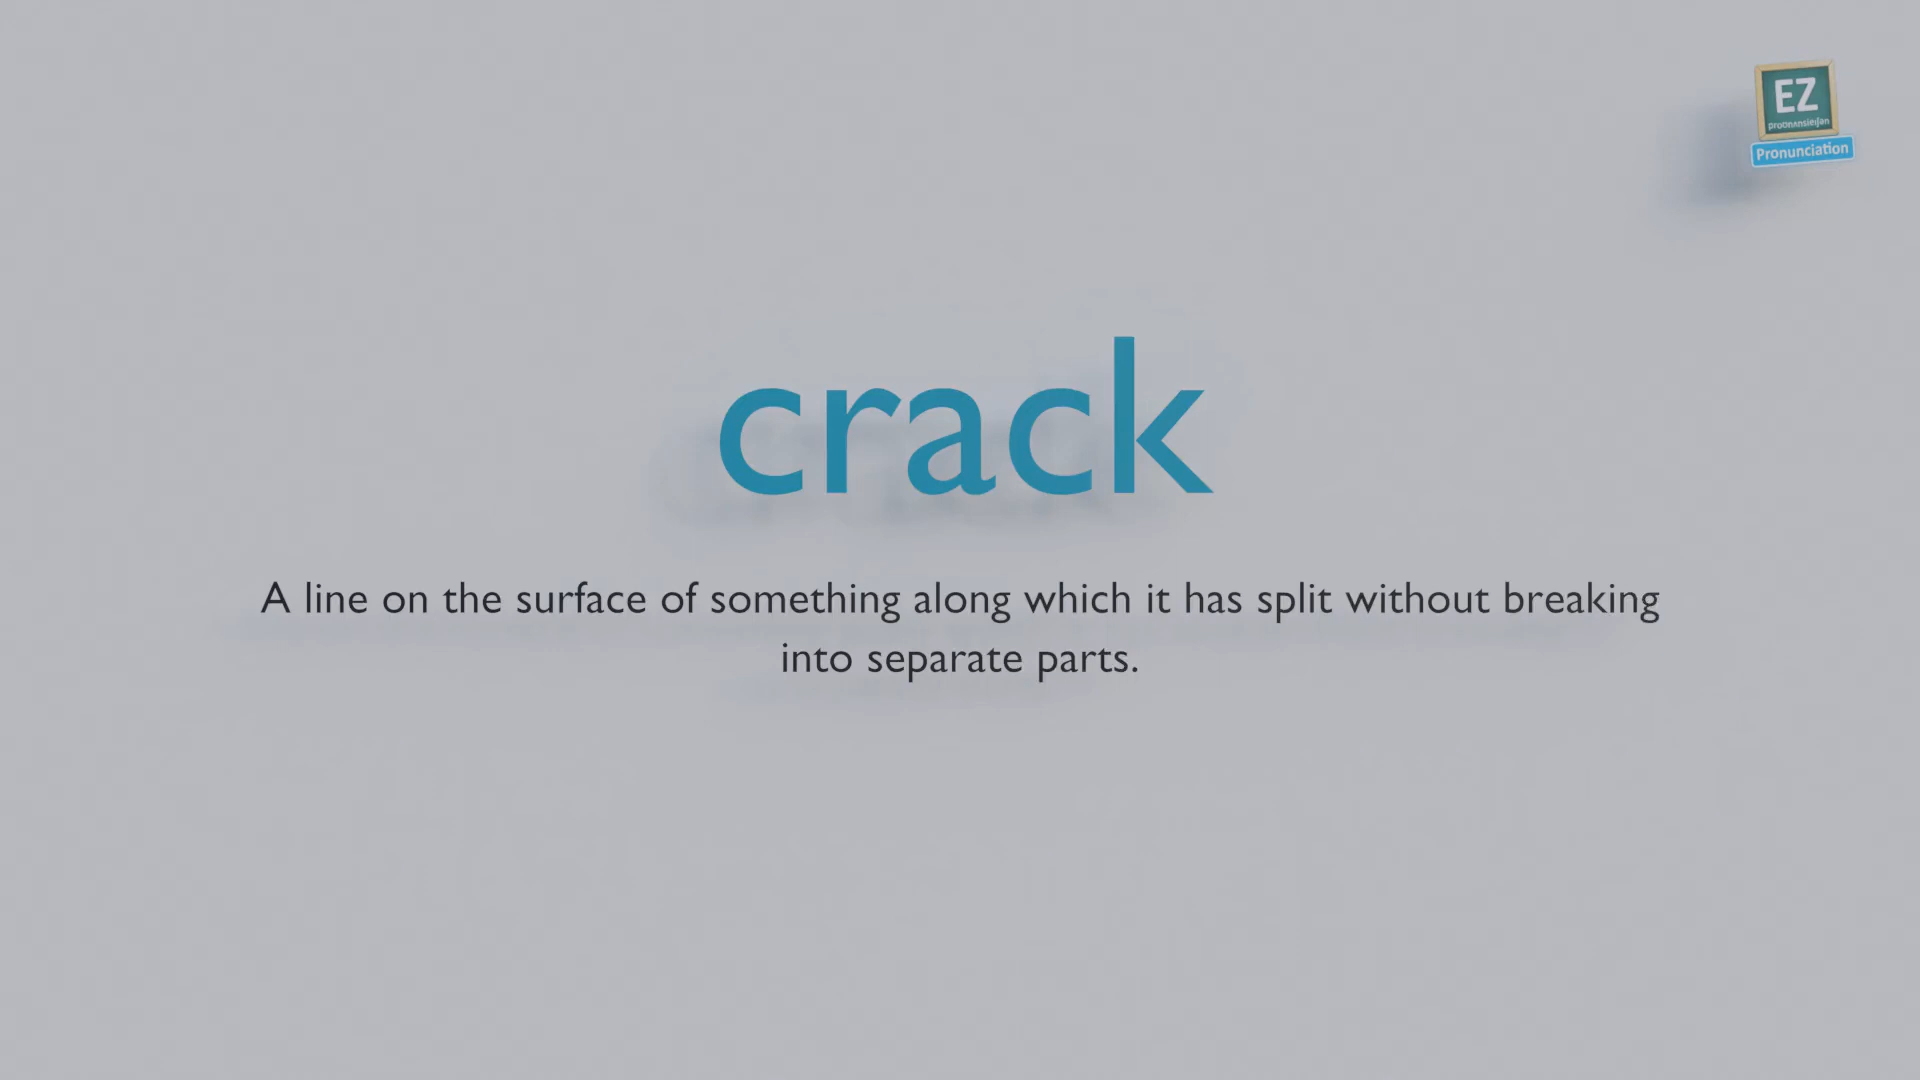 EZ
Pronunciation
crack
A line on the surface of something along which it has split without breaking
into separate parts.